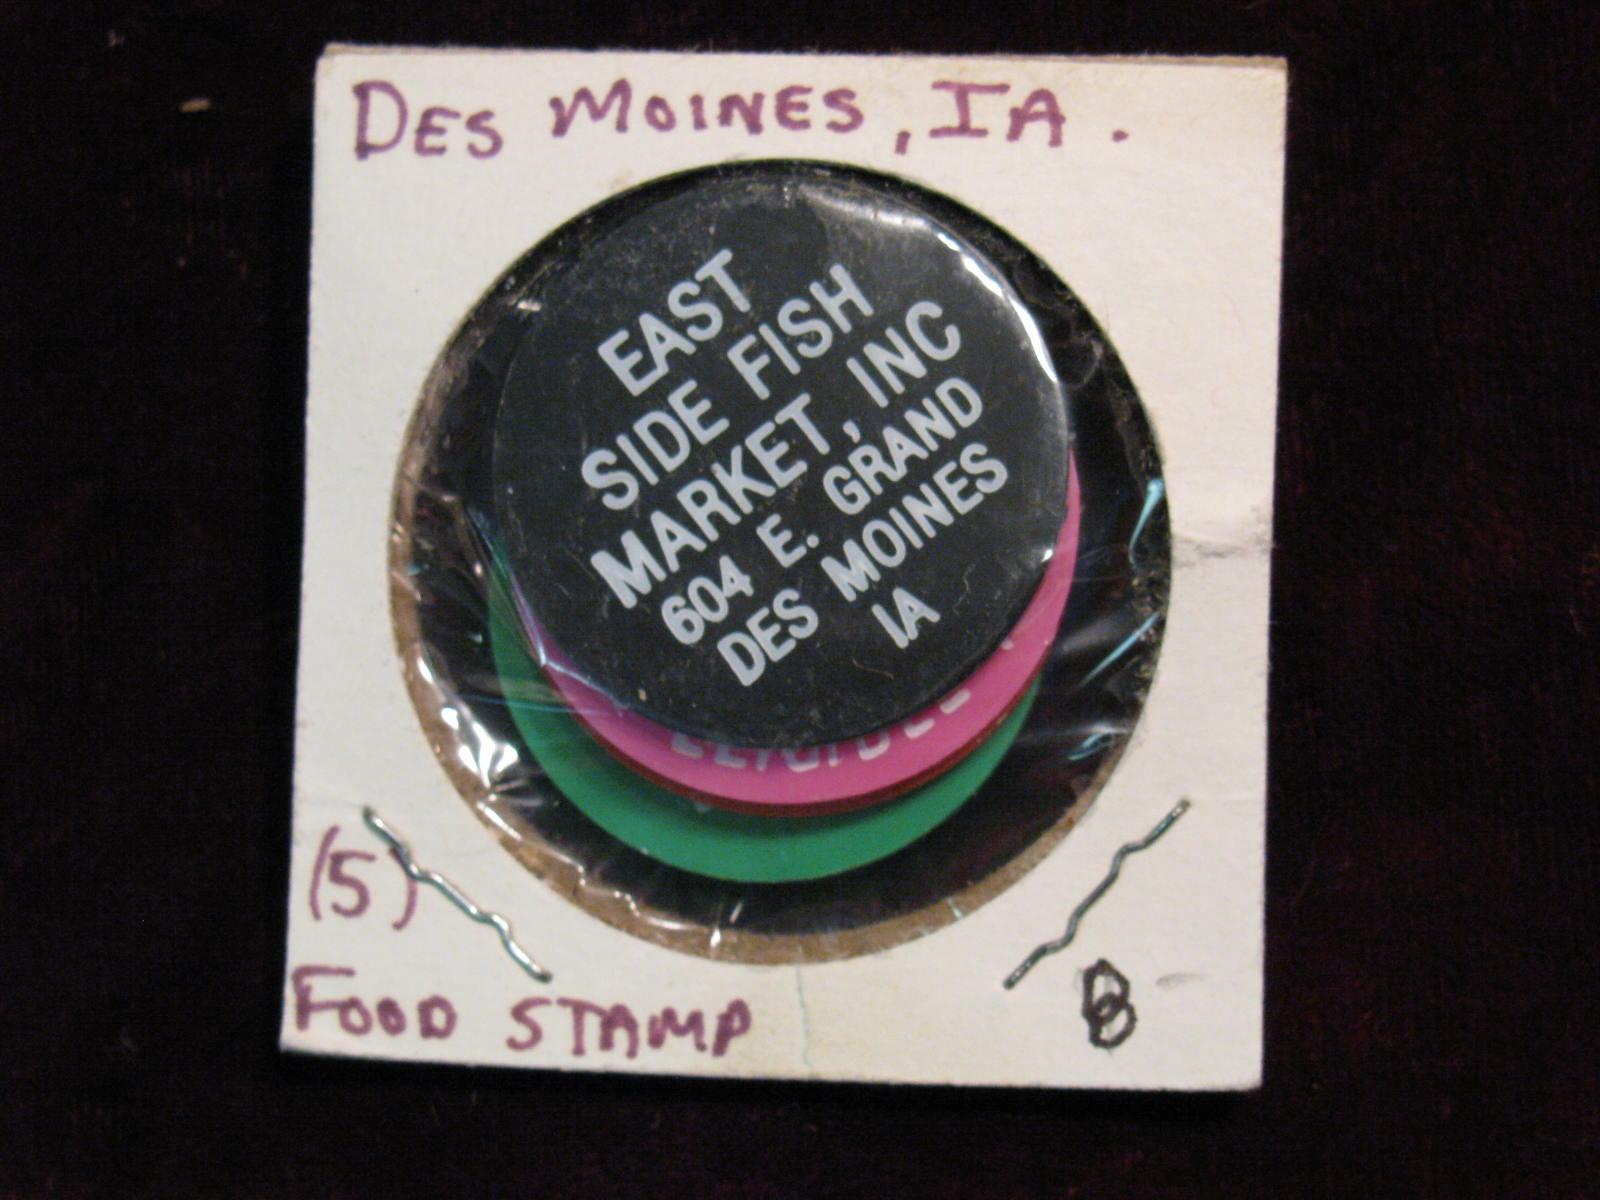 DES MOINES, IA.
EAST
SIDE FISH
MARKET, INC
604 E. GRAND
DES MOINES
IA
(5)
FOOD STAMP
B